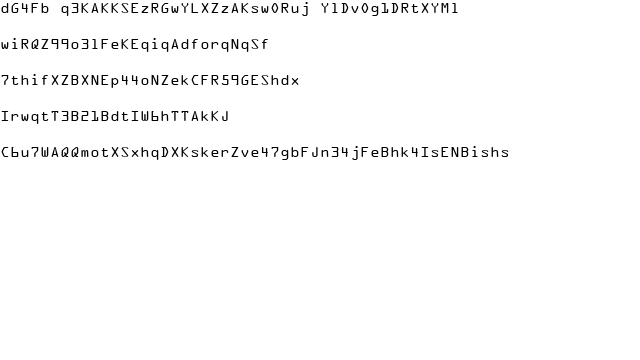 dG4Fb q3KAKKSEzRGwYLXZzAKsw0Ruj Y1Dv0g1DRtXYM1
wiRQZ99o31FeKEqiqAdforqNqSf
7thifXZBXNEp44oNZekCFR59GEShdx
IrwqtT3B21BdtIW6hTTAkKJ
C6u7WAQQmotXSxhqDXKskerZve47gbFJn34jFeBhk4IsENBishs